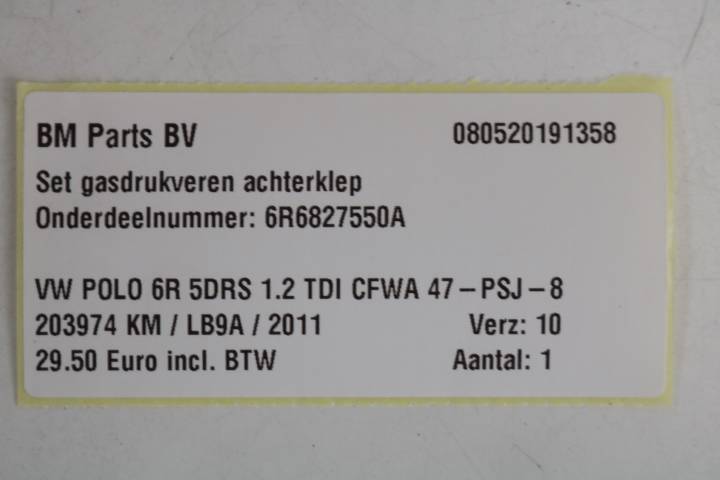 BM Parts BV 080520191358
Set gasdrukveren achterklep
Onderdeelnummer: 6R6827550A
VW POLO 6R 5DRS 1.2 TDI CFWA 47-PSJ-8
203974 KM / LB9A / 2011 Verz: 10
29.50 Euro incl. BTW Aantal: 1